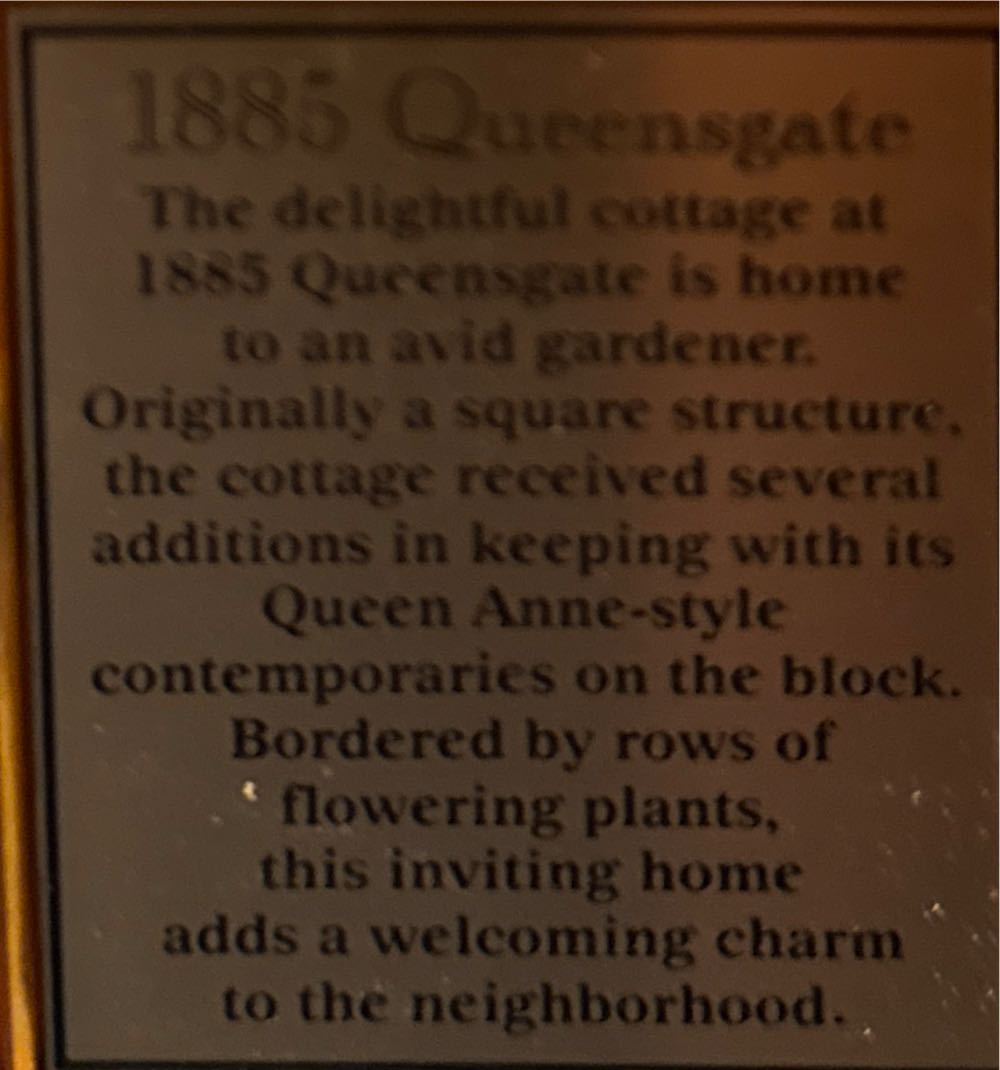 1885 Queensgate
The delightful cottage at
1885 Queensgate is home
to an avid gardener.
Originally a square structure,
the cottage received several
additions in keeping with its
Queen Anne-style
contemporaries on the block.
Bordered by rows of
flowering plants,
this inviting home
adds a welcoming charm
to the neighborhood.